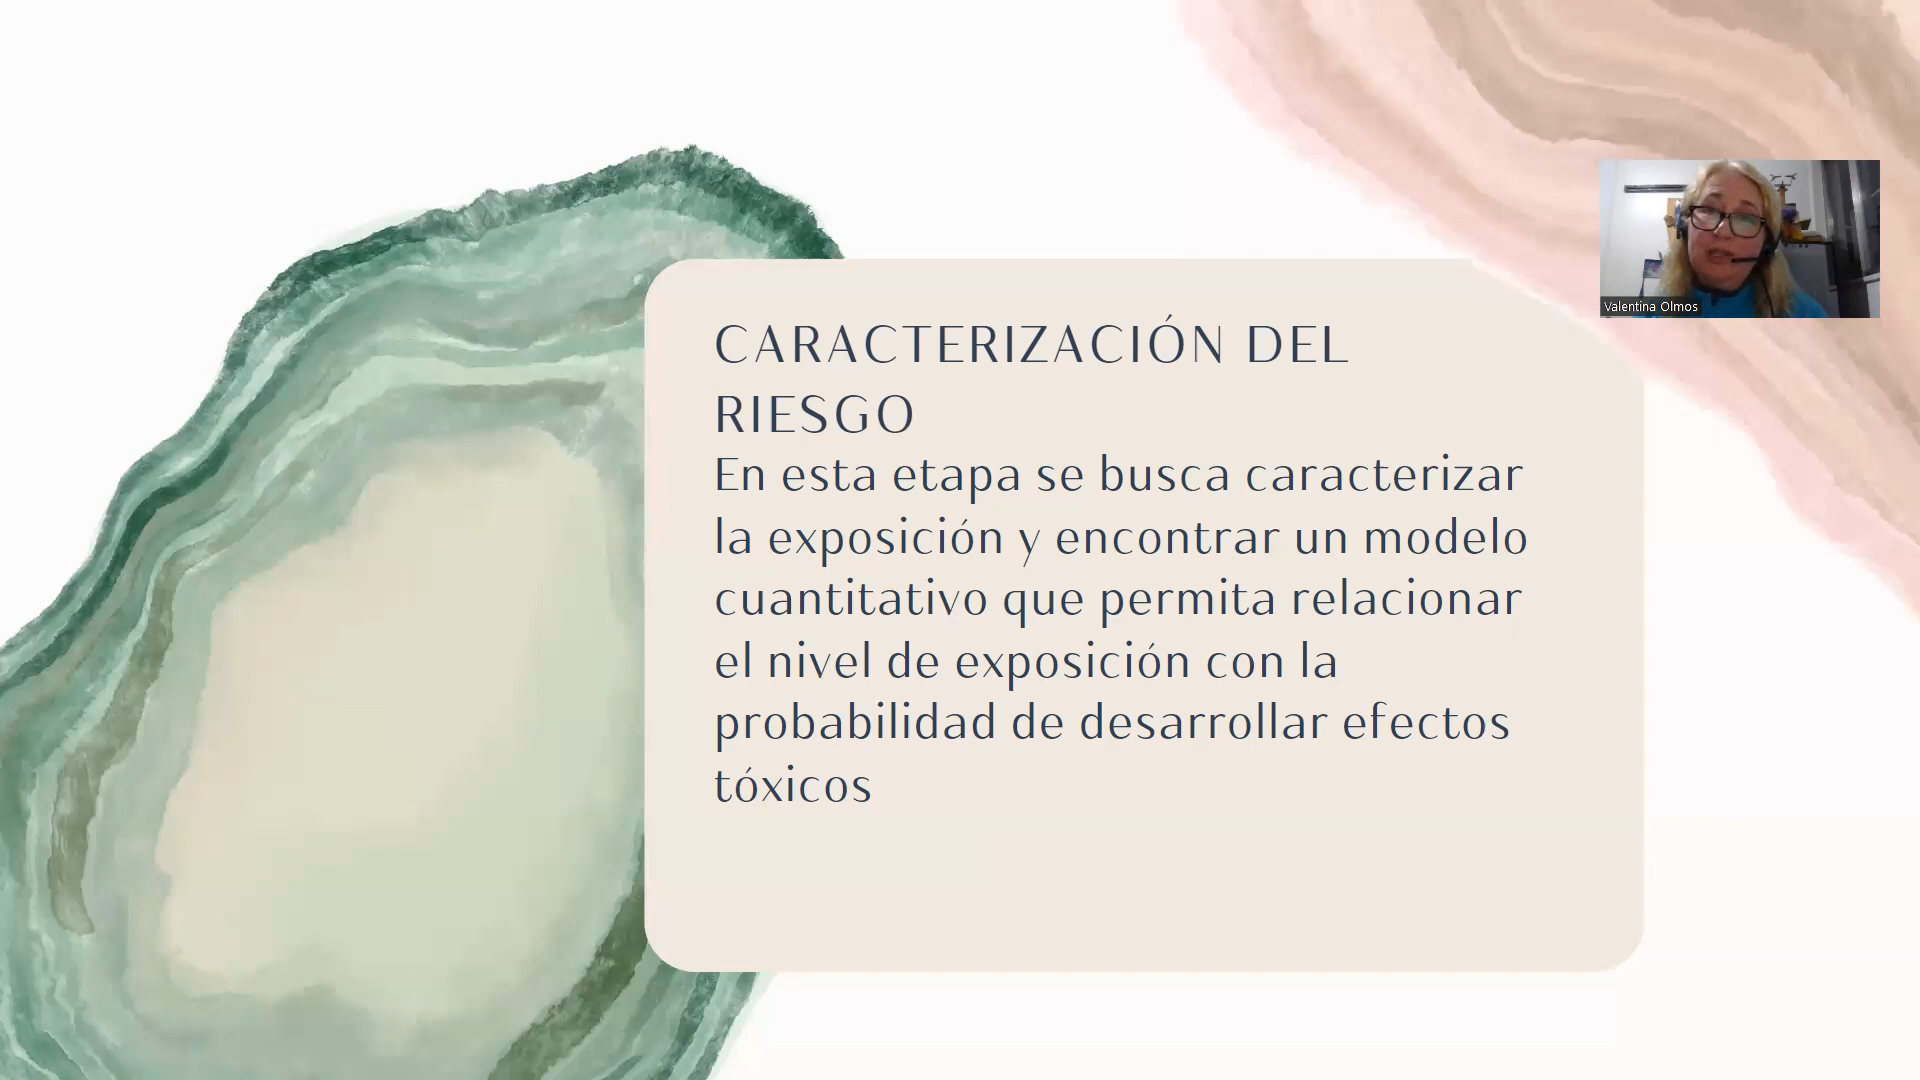 CARACTERIZACIÓN DEL
RIESGO
En esta etapa se busca caracterizar
la exposición y encontrar un modelo
cuantitativo que permita relacionar
el nivel de exposición con la
probabilidad de desarrollar efectos
tóxicos
Valentina Olmos